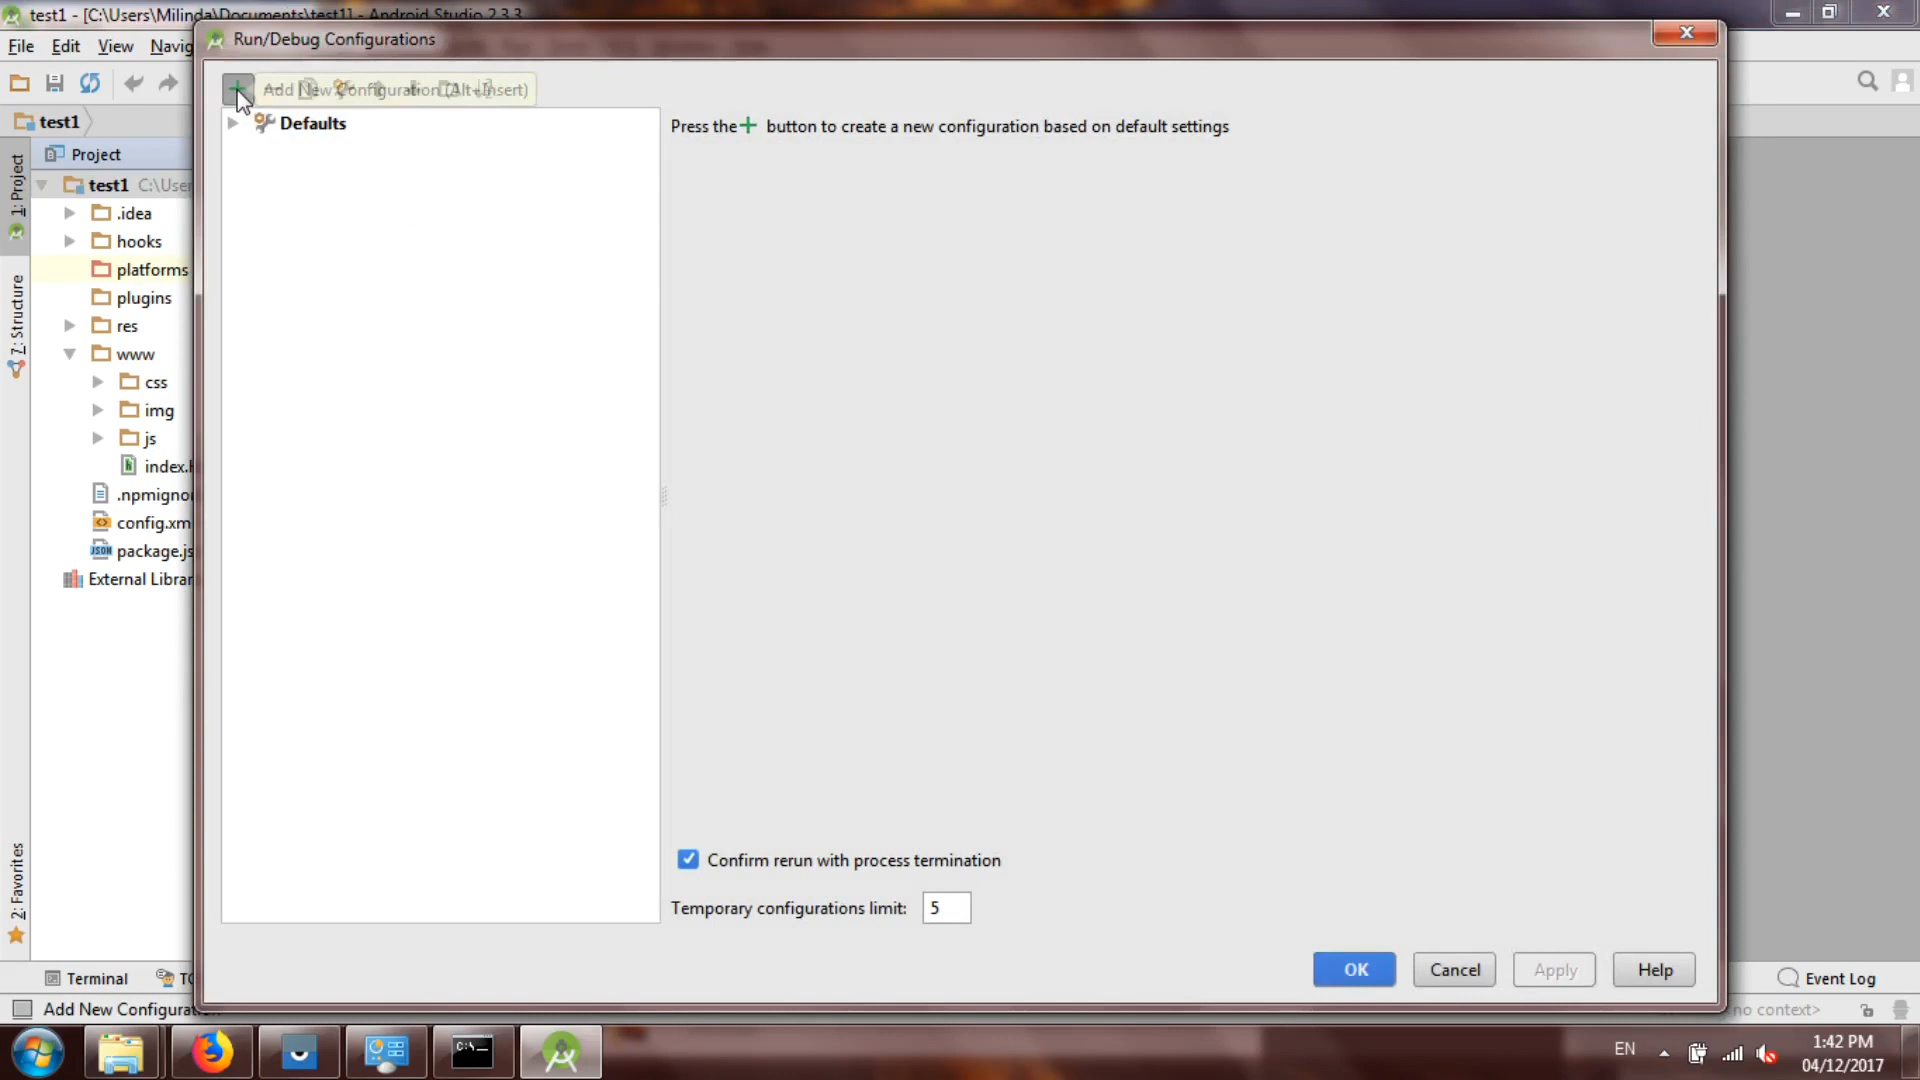 test1 - [C:\Users\Milinda\Documents\test1] - Android Studio 2.3.3
Run/Debug Configurations
File Edit View Navig
Add New Configuration (Alt+Insert)
Defaults
Press the + button to create a new configuration based on default settings
test1
Project
1: Project
7: Structure
2: Favorites
test1 C:\User
.idea
hooks
platforms
plugins
res
www
css
img
js
index.h
.npmigno
config.xm
package.js
External Librar
Confirm rerun with process termination
Temporary configurations limit: 5
OK Cancel Apply Help
Terminal TO
Event Log
Add New Configuration
<no context>
C:\_
EN
1:42 PM
04/12/2017